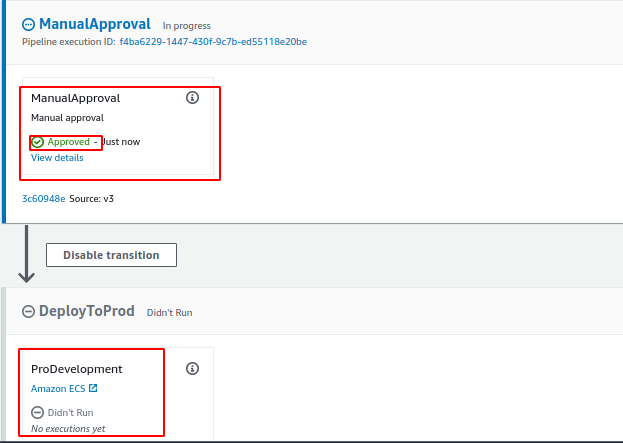 ManualApproval In progress
Pipeline execution ID: f4ba6229-1447-430f-9c7b-ed55118e20be
ManualApproval
Manual approval
Approved - Just now
View details
3c60948e Source: v3
Disable transition
DeployToProd Didn't Run
ProDevelopment
Amazon ECS
Didn't Run
No executions yet